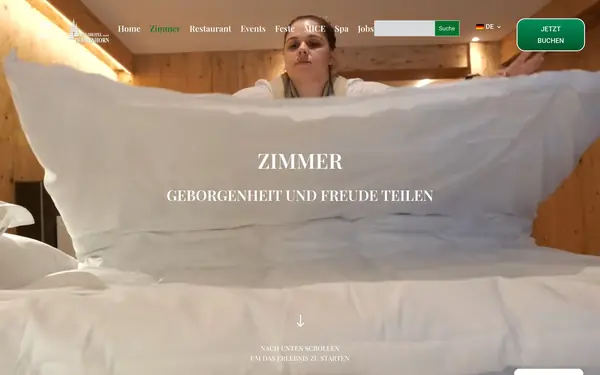 Home Zimmer Restaurant Events Feste MICE Spa Jobs
Suche
DE
JETZT
BUCHEN
ZIMMER
GEBORGENHEIT UND FREUDE TEILEN
NACH UNTEN SCROLLEN
UM DAS ERLEBNIS ZU STARTEN